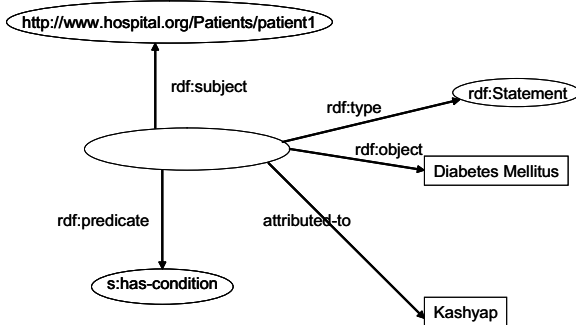 http://www.hospital.org/Patients/patient1
rdf:subject
rdf:Statement
rdf:type
rdf:object
Diabetes Mellitus
rdf:predicate
attributed-to
s:has-condition
Kashyap